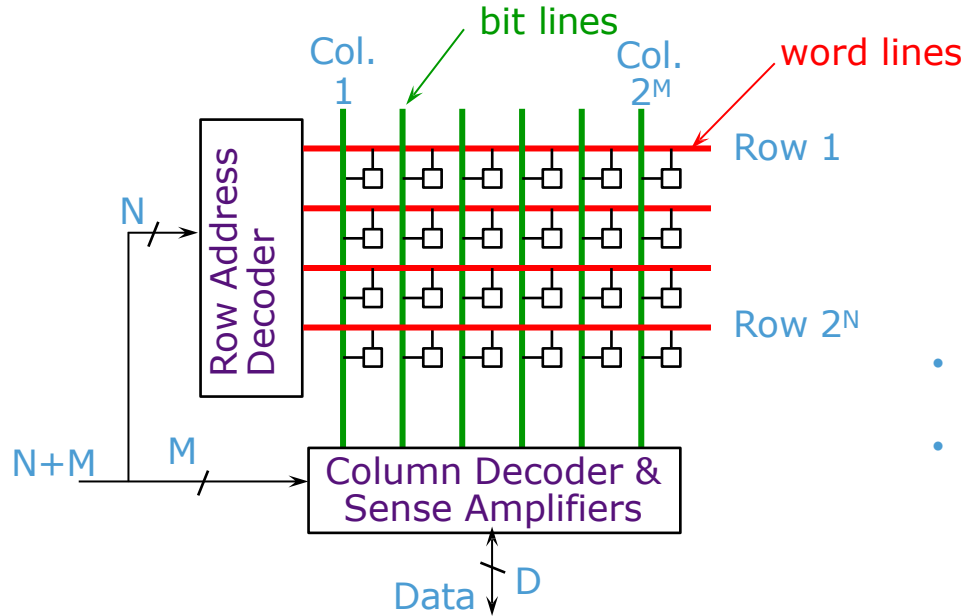 bit lines
Col.
1
Col.
2ᴹ
word lines
Row 1
N
Row Address
Decoder
Row 2ᴺ
•
N+M
M
•
Column Decoder &
Sense Amplifiers
D
Data